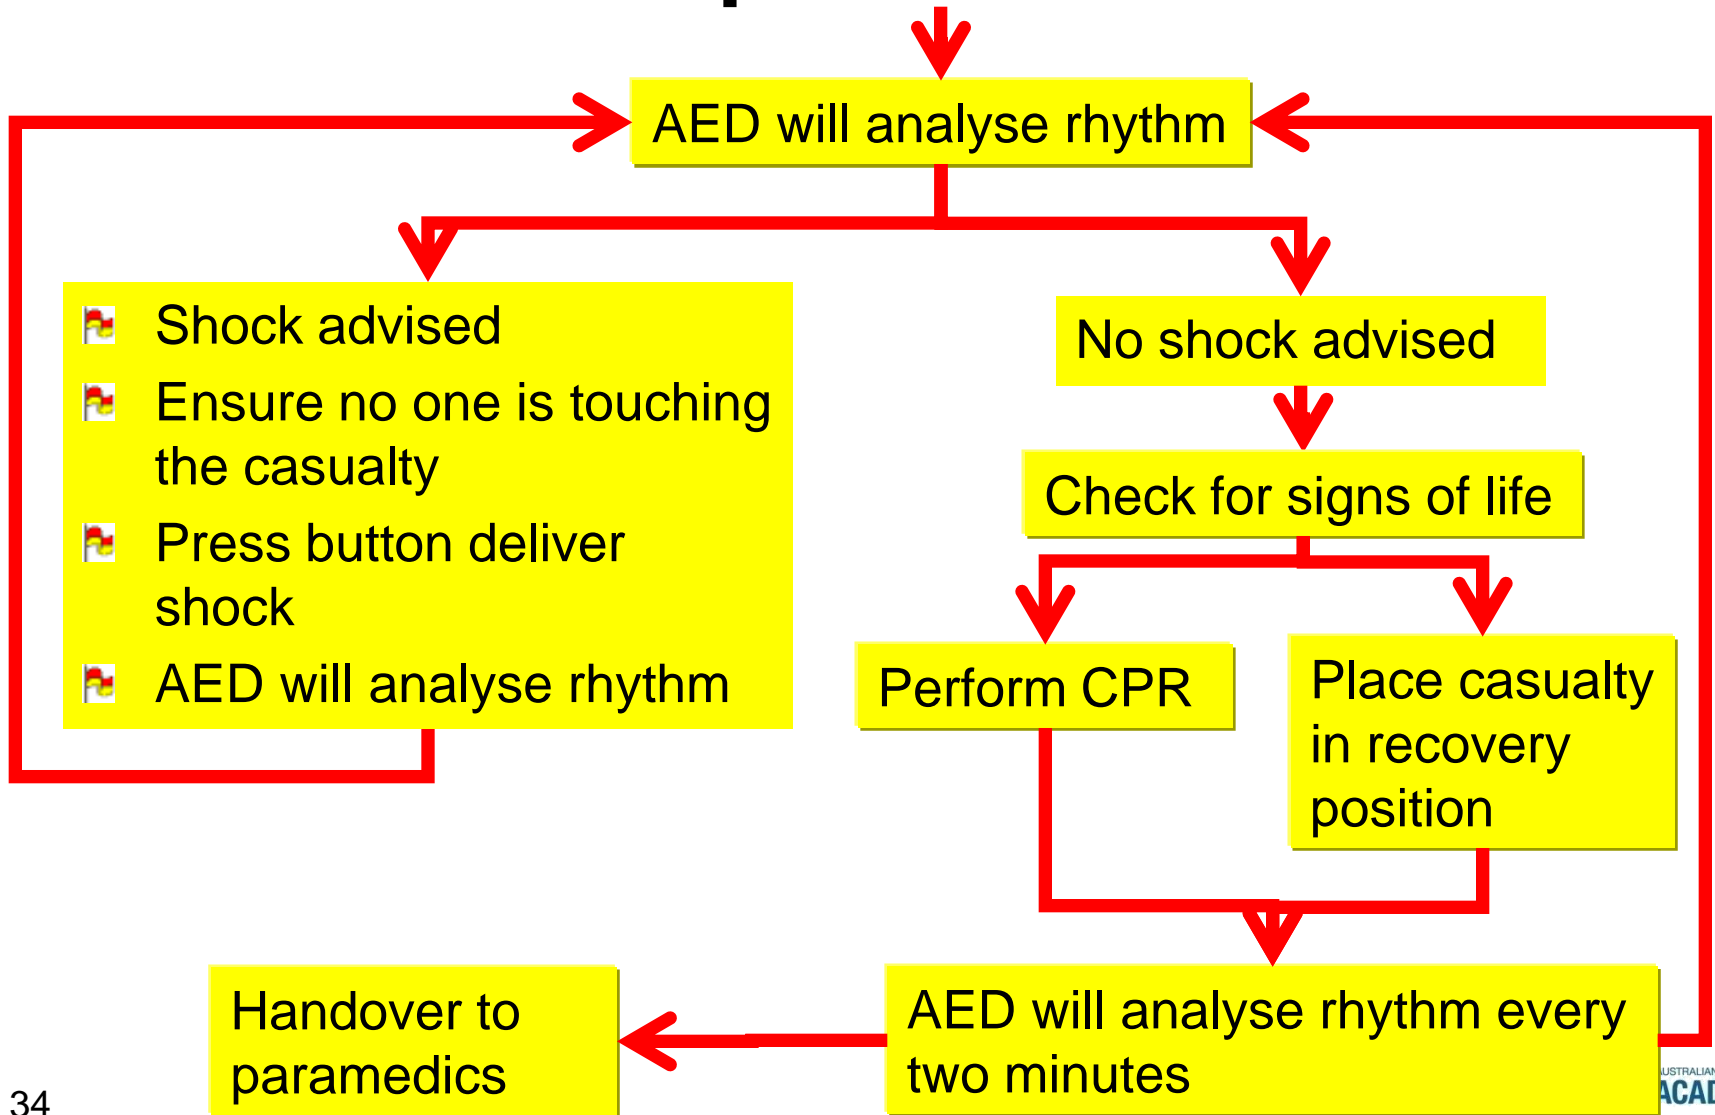 AED will analyse rhythm
Shock advised
Ensure no one is touching
the casualty
Press button deliver
shock
AED will analyse rhythm
No shock advised
Check for signs of life
Perform CPR
Place casualty
in recovery
position
AED will analyse rhythm every
two minutes
Handover to
paramedics
34